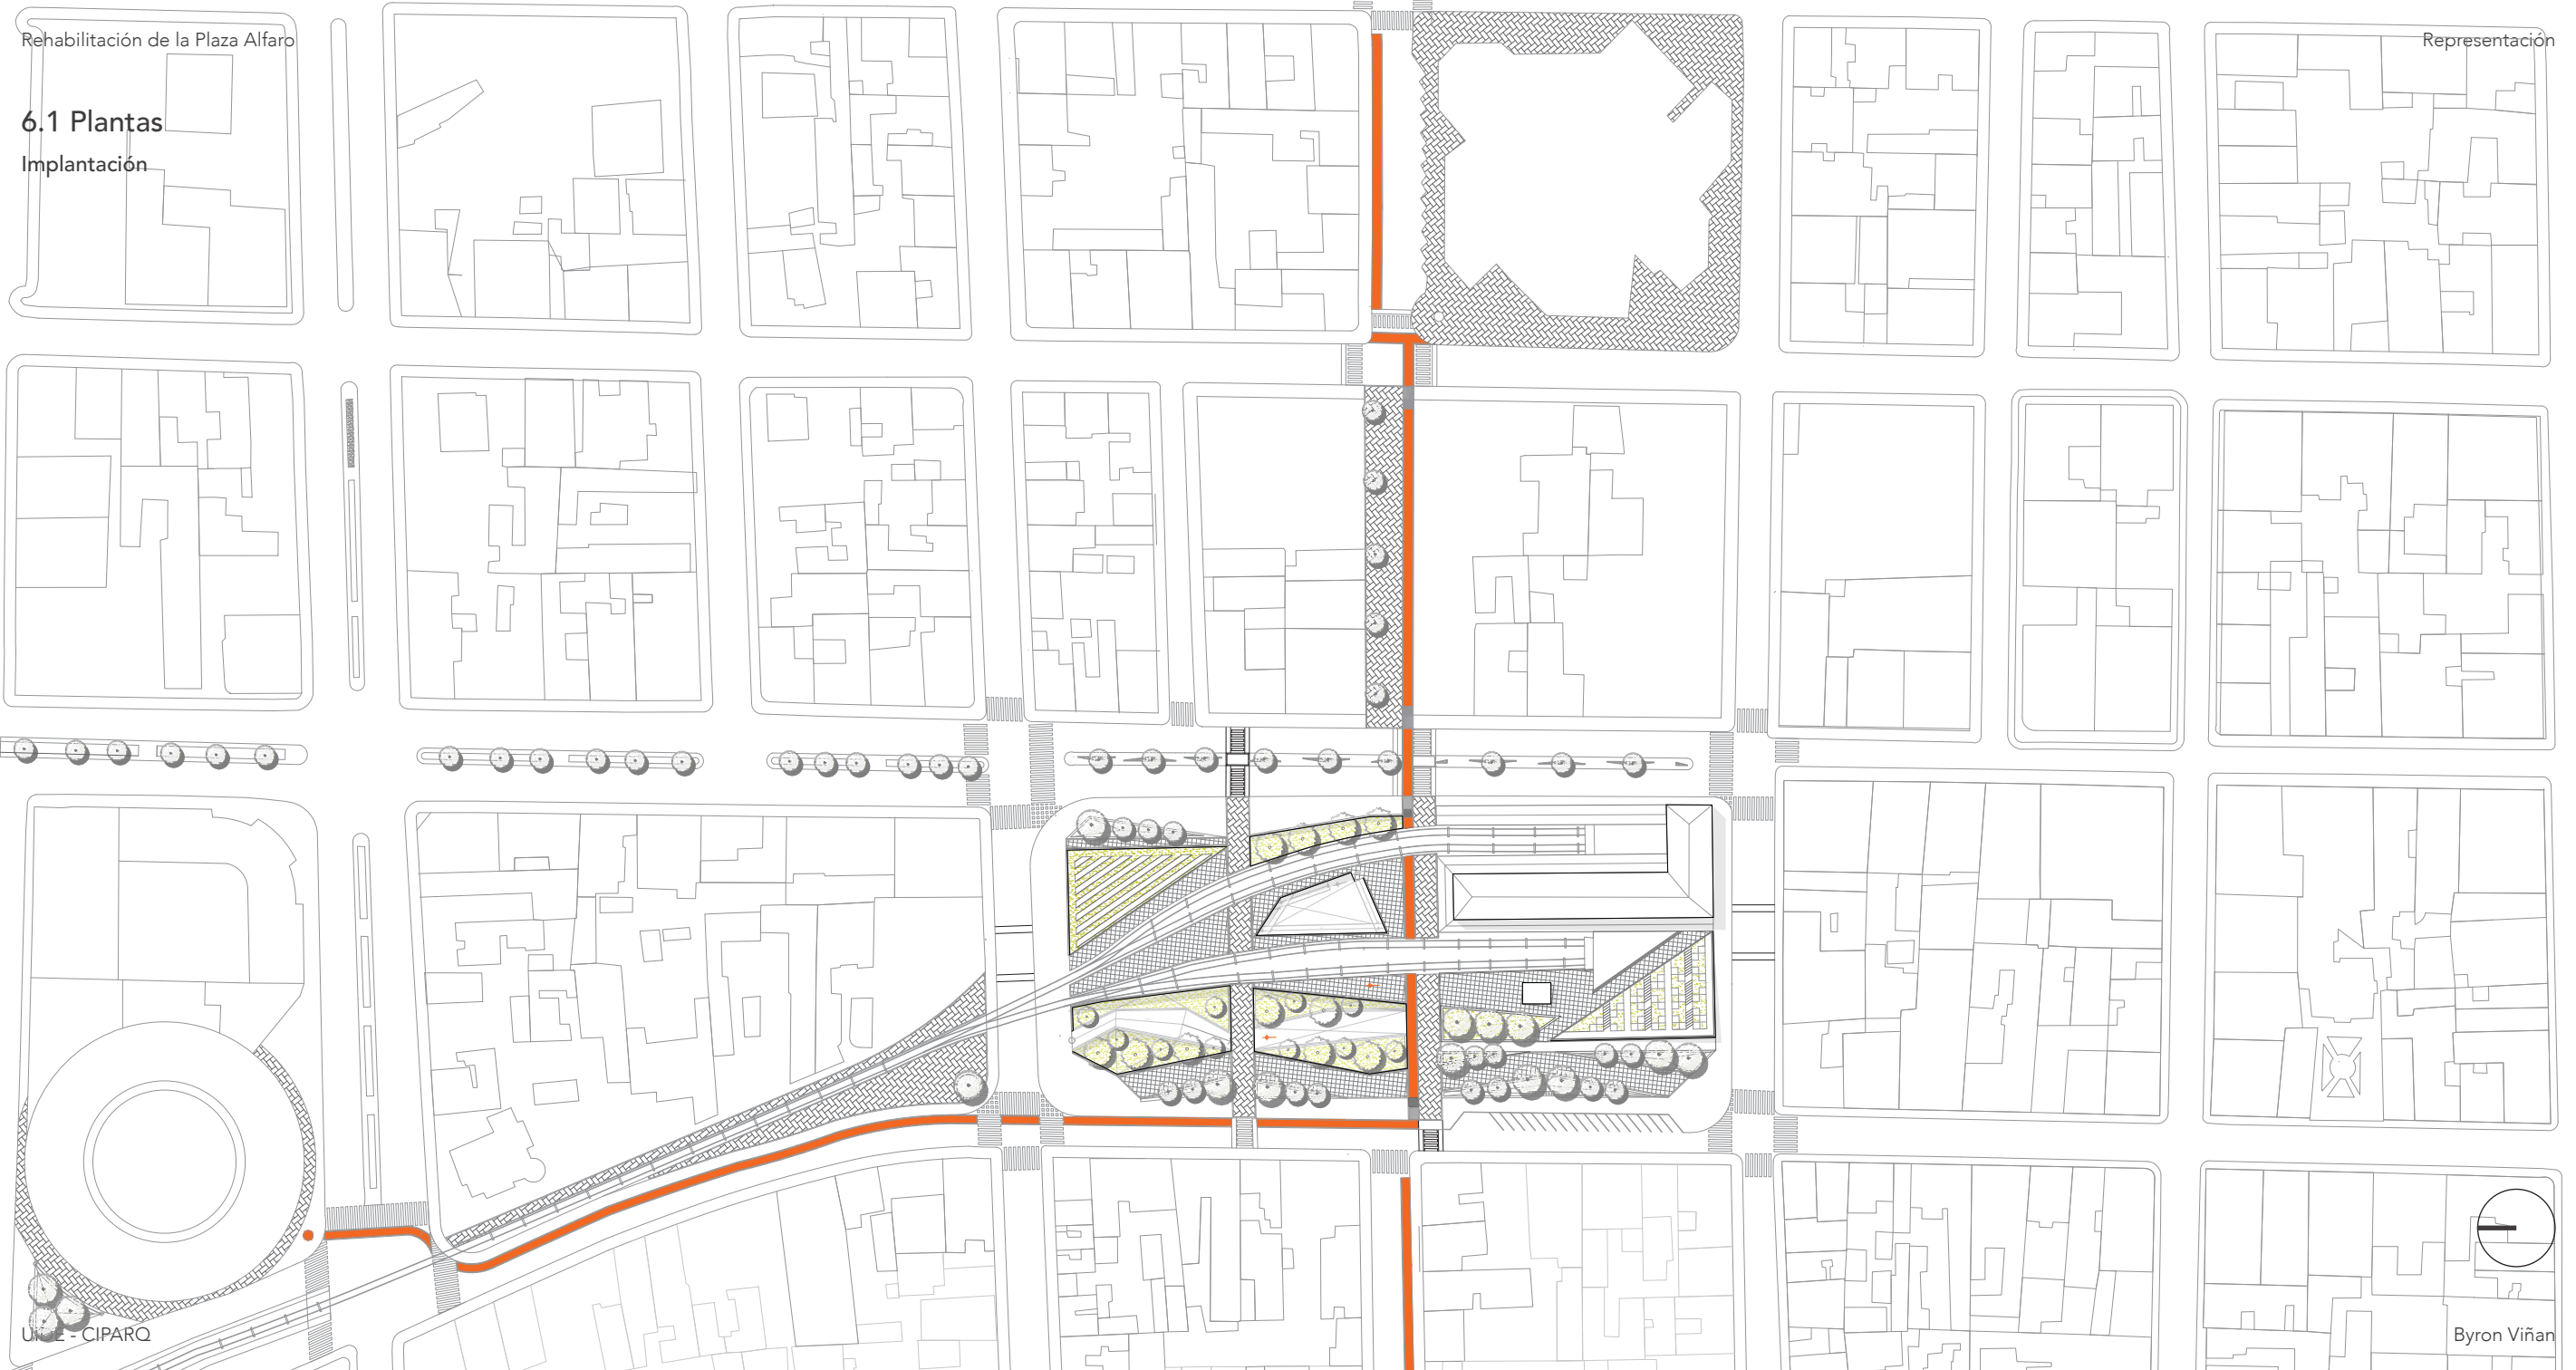 Rehabilitación de la Plaza Alfaro
Representación
6.1 Plantas
Implantación
- CIPARQ
Byron Viñan